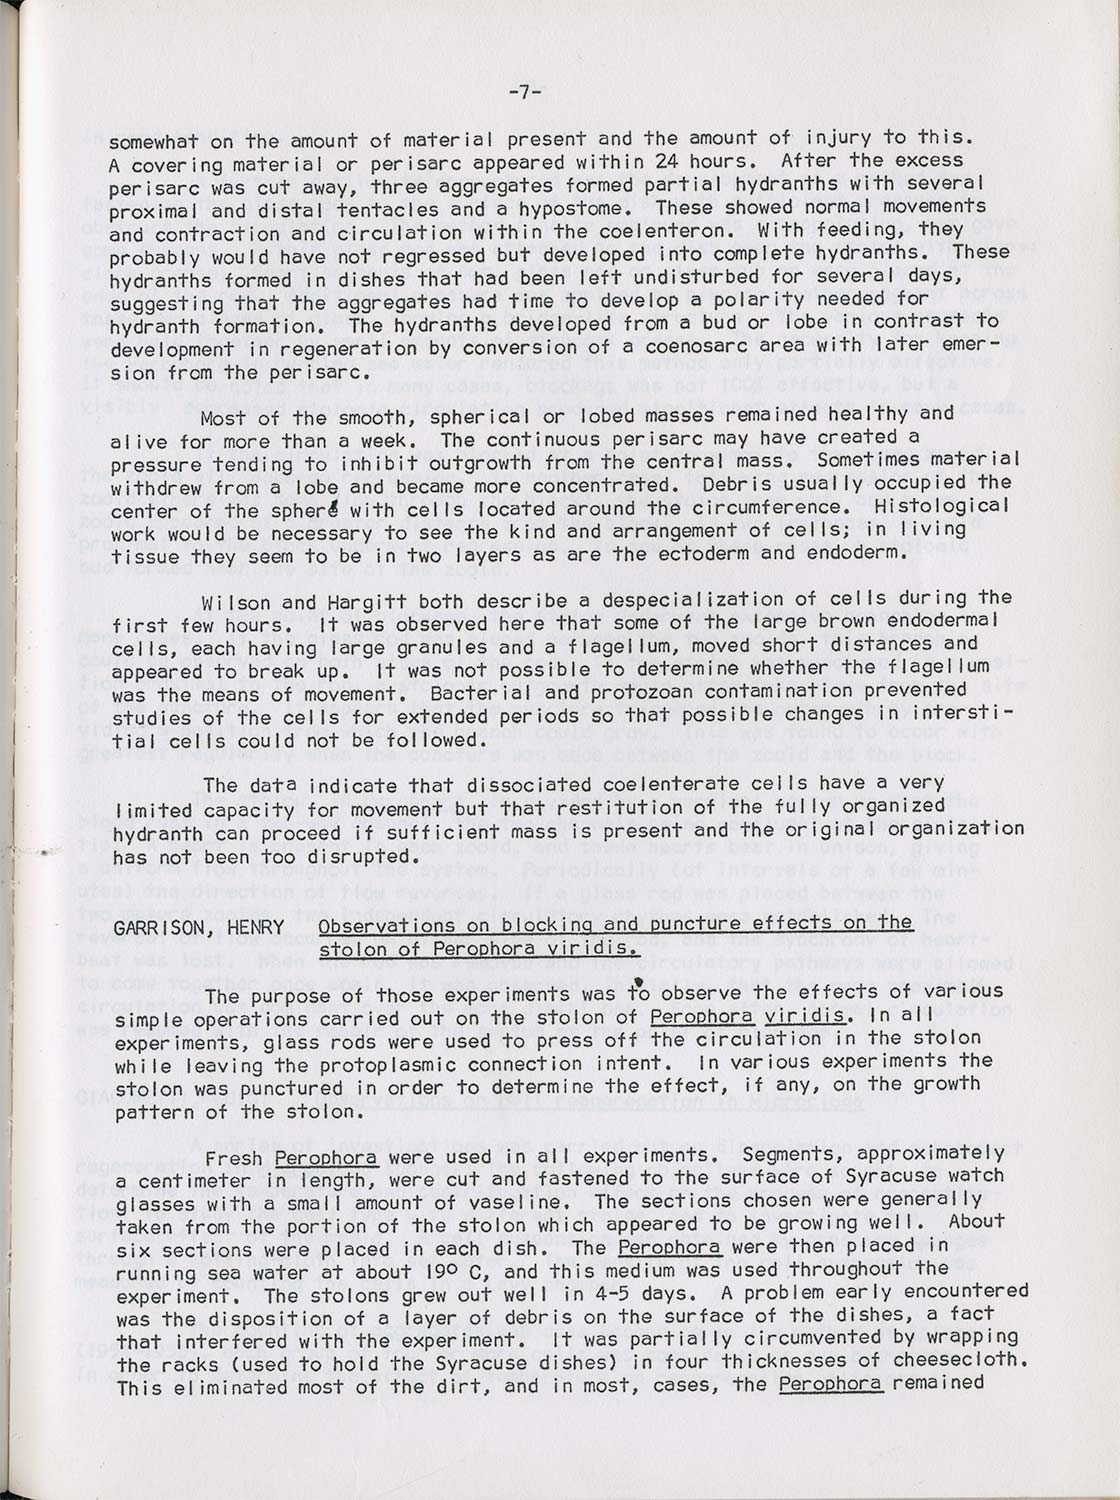 -7-
somewhat on the amount of material present and the amount of injury to this.
A covering material or perisarc appeared within 24 hours. After the excess
perisarc was cut away, three aggregates formed partial hydranths with several
proximal and distal tentacles and a hypostome. These showed normal movements
and contraction and circulation within the coelenteron. With feeding, they
probably would have not regressed but developed into complete hydranths. These
hydranths formed in dishes that had been left undisturbed for several days,
suggesting that the aggregates had time to develop a polarity needed for
hydranth formation. The hydranths developed from a bud or lobe in contrast to
development in regeneration by conversion of a coenosarc area with later emer-
sion from the perisarc.
Most of the smooth, spherical or lobed masses remained healthy and
alive for more than a week. The continuous perisarc may have created a
pressure tending to inhibit outgrowth from the central mass. Sometimes material
withdrew from a lobe and became more concentrated. Debris usually occupied the
center of the sphere with cells located around the circumference. Histological
work would be necessary to see the kind and arrangement of cells; in living
tissue they seem to be in two layers as are the ectoderm and endoderm.
Wilson and Hargitt both describe a despecialization of cells during the
first few hours. It was observed here that some of the large brown endodermal
cells, each having large granules and a flagellum, moved short distances and
appeared to break up. It was not possible to determine whether the flagellum
was the means of movement. Bacterial and protozoan contamination prevented
studies of the cells for extended periods so that possible changes in intersti-
tial cells could not be followed.
The data indicate that dissociated coelenterate cells have a very
limited capacity for movement but that restitution of the fully organized
hydranth can proceed if sufficient mass is present and the original organization
has not been too disrupted.
GARRISON, HENRY Observations on blocking and puncture effects on the
stolon of Perophora viridis.
The purpose of those experiments was to observe the effects of various
simple operations carried out on the stolon of Perophora viridis. In all
experiments, glass rods were used to press off the circulation in the stolon
while leaving the protoplasmic connection intent. In various experiments the
stolon was punctured in order to determine the effect, if any, on the growth
pattern of the stolon.
Fresh Perophora were used in all experiments. Segments, approximately
a centimeter in length, were cut and fastened to the surface of Syracuse watch
glasses with a small amount of vaseline. The sections chosen were generally
taken from the portion of the stolon which appeared to be growing well. About
six sections were placed in each dish. The Perophora were then placed in
running sea water at about 19° C, and this medium was used throughout the
experiment. The stolons grew out well in 4-5 days. A problem early encountered
was the disposition of a layer of debris on the surface of the dishes, a fact
that interfered with the experiment. It was partially circumvented by wrapping
the racks (used to hold the Syracuse dishes) in four thicknesses of cheesecloth.
This eliminated most of the dirt, and in most, cases, the Perophora remained